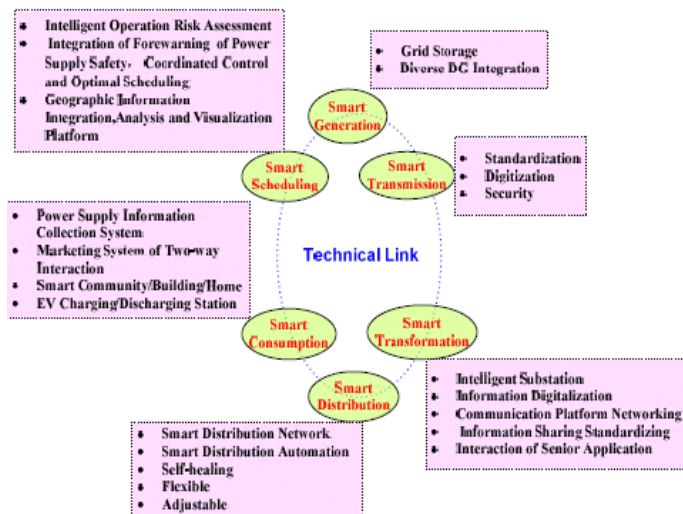 Intelligent Operation Risk Assessment
Integration of Forewarning of Power
Supply Safety, Coordinated Control
and Optimal Scheduling
Geographic Information
Integration,Analysis and Visualization
Platform
Grid Storage
Diverse DG Integration
Smart
Generation
Smart
Scheduling
Smart
Transmission
Standardization
Digitization
Security
Power Supply Information
Collection System
Marketing System of Two-way
Interaction
Smart Community/Building/Home
EV Charging/Discharging Station
Technical Link
Smart
Consumption
Smart
Transformation
Smart
Distribution
Intelligent Substation
Information Digitalization
Communication Platform Networking
Information Sharing Standardizing
Interaction of Senior Application
Smart Distribution Network
Smart Distribution Automation
Self-healing
Flexible
Adjustable